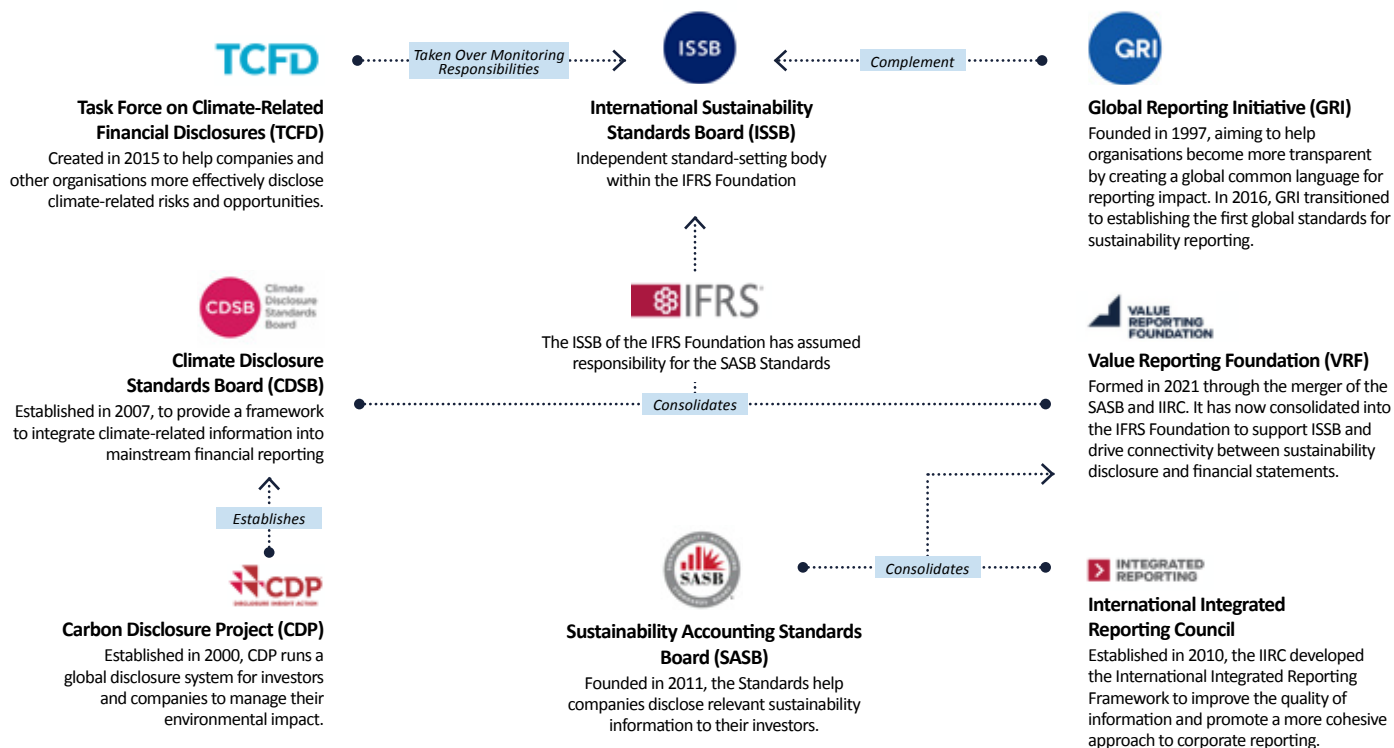 TCFD
Task Force on Climate-Related
Financial Disclosures (TCFD)
Created in 2015 to help companies and
other organisations more effectively disclose
climate-related risks and opportunities.
Taken Over Monitoring
Responsibilities
ISSB
International Sustainability
Standards Board (ISSB)
Independent standard-setting body
within the IFRS Foundation
Complement
GRI
Global Reporting Initiative (GRI)
Founded in 1997, aiming to help
organisations become more transparent
by creating a global common language for
reporting impact. In 2016, GRI transitioned
to establishing the first global standards for
sustainability reporting.
CDSB
Climate
Disclosure
Standards
Board
Climate Disclosure
Standards Board (CDSB)
Established in 2007, to provide a framework
to integrate climate-related information into
mainstream financial reporting
IFRS
The ISSB of the IFRS Foundation has assumed
responsibility for the SASB Standards
Consolidates
VALUE
REPORTING
FOUNDATION
Value Reporting Foundation (VRF)
Formed in 2021 through the merger of the
SASB and IIRC. It has now consolidated into
the IFRS Foundation to support ISSB and
drive connectivity between sustainability
disclosure and financial statements.
Establishes
CDP
DISCLOSURE INSIGHT ACTION
Carbon Disclosure Project (CDP)
Established in 2000, CDP runs a
global disclosure system for investors
and companies to manage their
environmental impact.
SASB
Sustainability Accounting Standards
Board (SASB)
Founded in 2011, the Standards help
companies disclose relevant sustainability
information to their investors.
Consolidates
INTEGRATED
REPORTING
International Integrated
Reporting Council
Established in 2010, the IIRC developed
the International Integrated Reporting
Framework to improve the quality of
information and promote a more cohesive
approach to corporate reporting.